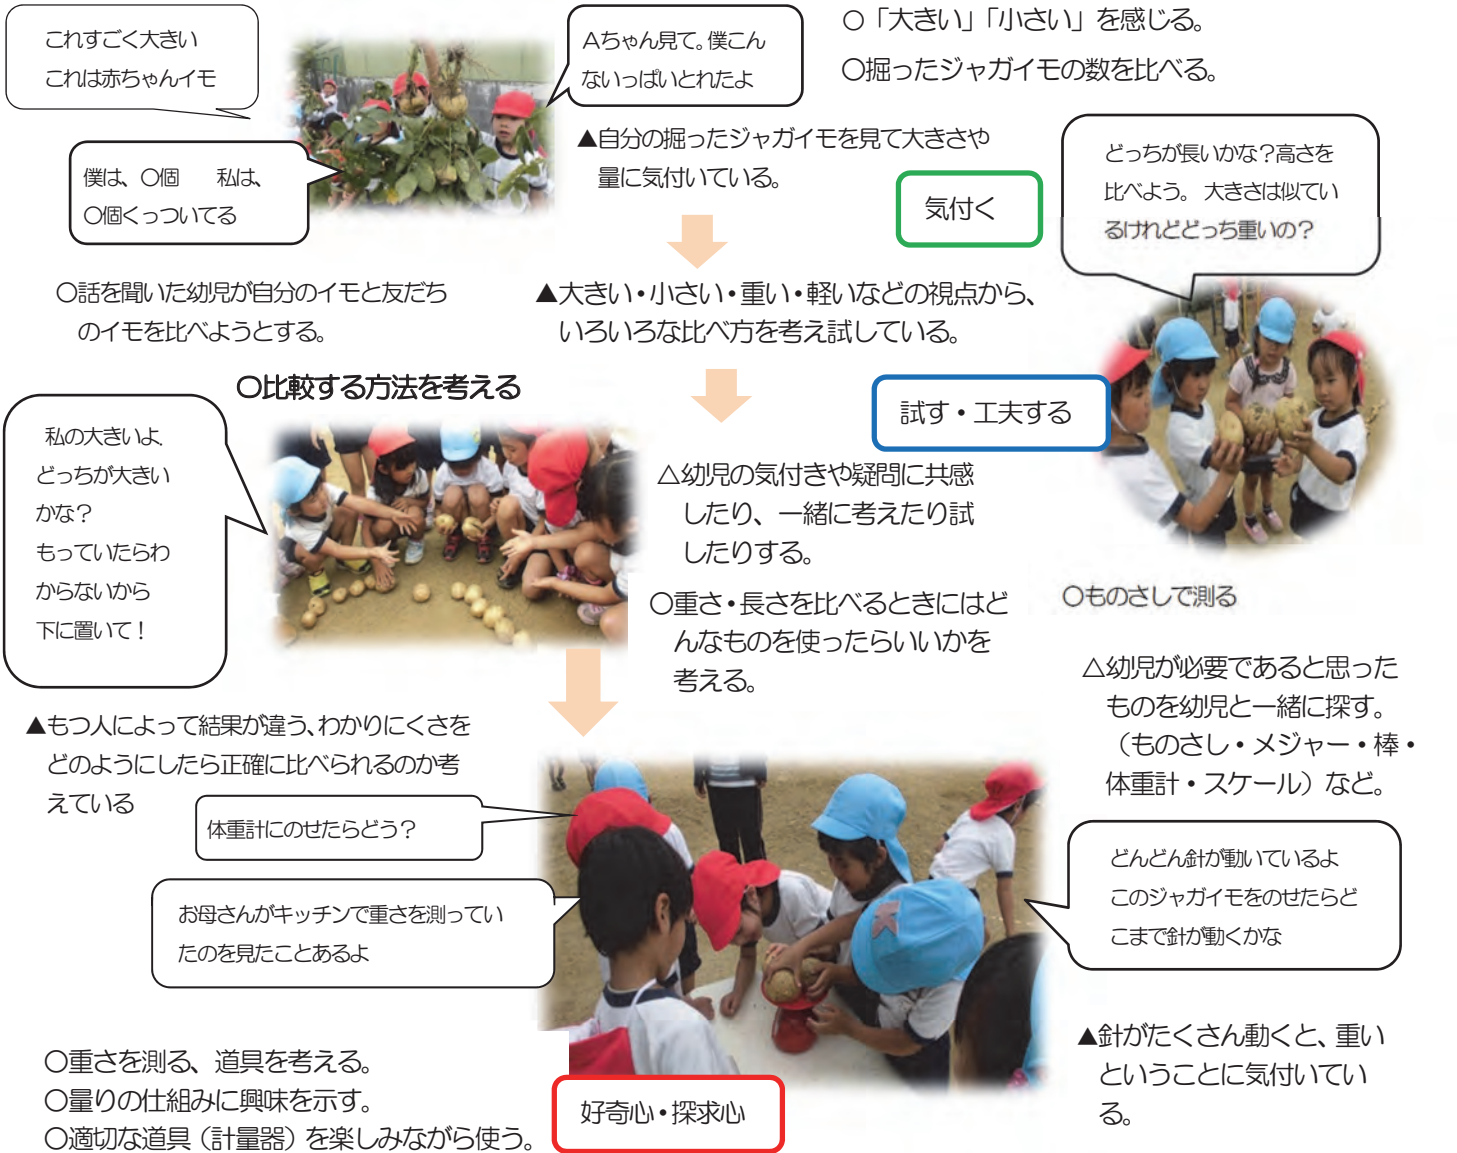 これすごく大きい
これは赤ちゃんイモ
Aちゃん見て。僕こん
ないっぱいとれたよ
○「大きい」「小さい」を感じる。
○掘ったジャガイモの数を比べる。
僕は、○個　私は、
○個くっついてる
▲自分の掘ったジャガイモを見て大きさや
量に気付いている。
気付く
どっちが長いかな？高さを
比べよう。大きさは似てい
るけれどどっち重いの？
○話を聞いた幼児が自分のイモと友だち
のイモを比べようとする。
▲大きい・小さい・重い・軽いなどの視点から、
いろいろな比べ方を考え試している。
○比較する方法を考える
試す・工夫する
私の大きいよ、
どっちが大きい
かな？
もっていたらわ
からないから
下に置いて！
△幼児の気付きや疑問に共感
したり、一緒に考えたり試
したりする。
○重さ・長さを比べるときにはど
んなものを使ったらいいかを
考える。
○ものさしで測る
△幼児が必要であると思った
ものを幼児と一緒に探す。
（ものさし・メジャー・棒・
体重計・スケール）など。
▲もつ人によって結果が違う、わかりにくさを
どのようにしたら正確に比べられるのか考
えている
体重計にのせたらどう？
お母さんがキッチンで重さを測ってい
たのを見たことあるよ
どんどん針が動いているよ
このジャガイモをのせたらど
こまで針が動くかな
▲針がたくさん動くと、重い
ということに気付いてい
る。
○重さを測る、道具を考える。
○量りの仕組みに興味を示す。
○適切な道具（計量器）を楽しみながら使う。
好奇心・探求心